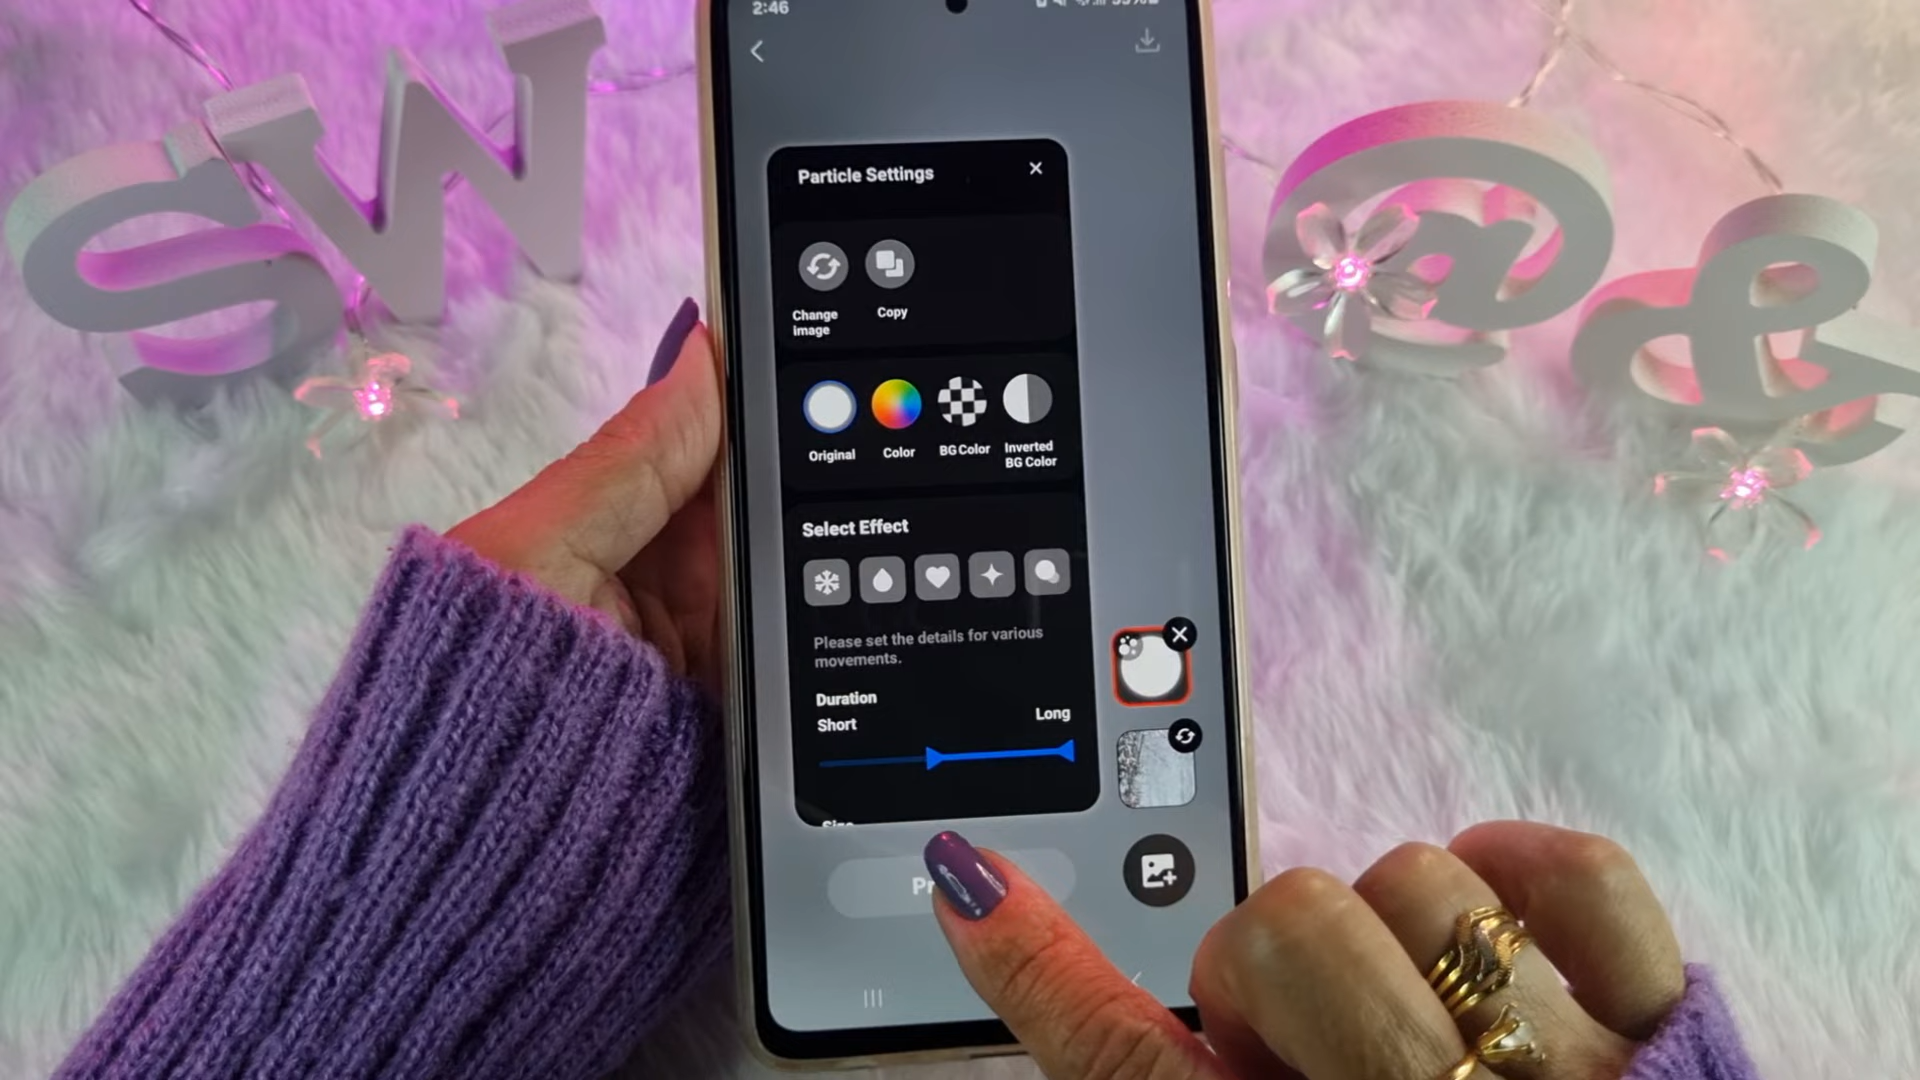 2:46
SW
@&
Particle Settings
Change
image
Copy
Original
Color
BG Color
Inverted
BG Color
Select Effect
Please set the details for various
movements.
Duration
Short
Long